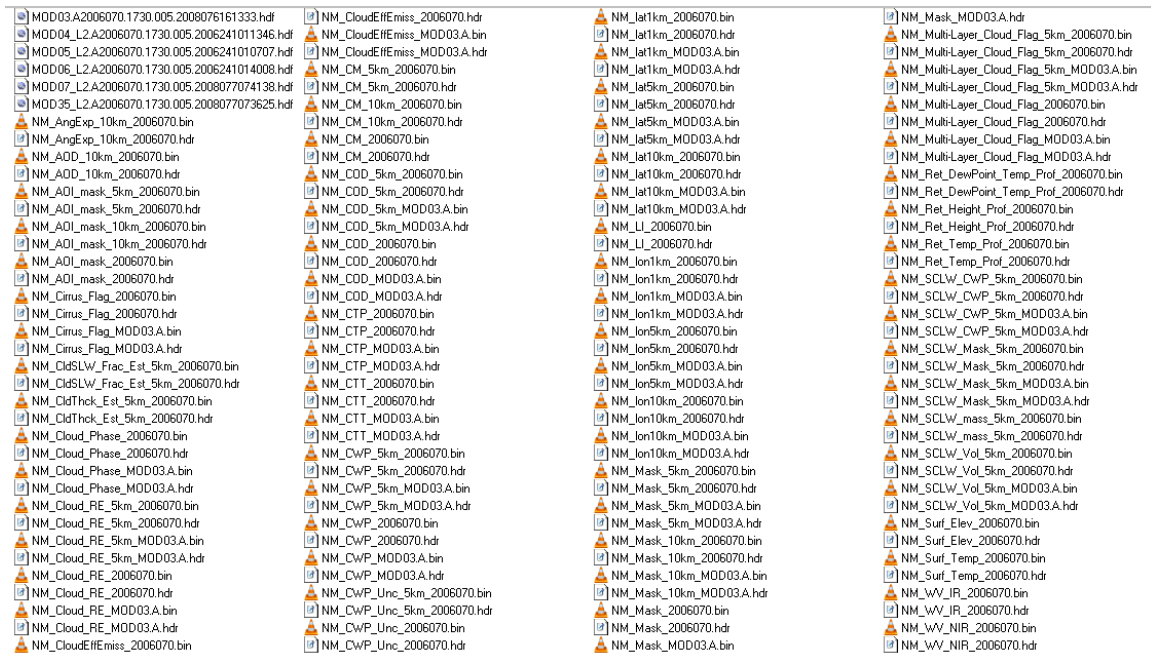 MOD03.A2006070.1730.005.2008076161333.hdf
MOD04_L2.A2006070.1730.005.2006241011346.hdf
MOD05_L2.A2006070.1730.005.2006241010707.hdf
MOD06_L2.A2006070.1730.005.2006241014008.hdf
MOD07_L2.A2006070.1730.005.2008077074138.hdf
MOD35_L2.A2006070.1730.005.2008077073625.hdf
NM_AngExp_10km_2006070.bin
NM_AngExp_10km_2006070.hdr
NM_AOD_10km_2006070.bin
NM_AOD_10km_2006070.hdr
NM_AOI_mask_5km_2006070.bin
NM_AOI_mask_5km_2006070.hdr
NM_AOI_mask_10km_2006070.bin
NM_AOI_mask_10km_2006070.hdr
NM_AOI_mask_2006070.bin
NM_AOI_mask_2006070.hdr
NM_Cirrus_Flag_2006070.bin
NM_Cirrus_Flag_2006070.hdr
NM_Cirrus_Flag_MOD03.A.bin
NM_Cirrus_Flag_MOD03.A.hdr
NM_CldSLW_Frac_Est_5km_2006070.bin
NM_CldSLW_Frac_Est_5km_2006070.hdr
NM_CldThck_Est_5km_2006070.bin
NM_CldThck_Est_5km_2006070.hdr
NM_Cloud_Phase_2006070.bin
NM_Cloud_Phase_2006070.hdr
NM_Cloud_Phase_MOD03.A.bin
NM_Cloud_Phase_MOD03.A.hdr
NM_Cloud_RE_5km_2006070.bin
NM_Cloud_RE_5km_2006070.hdr
NM_Cloud_RE_5km_MOD03.A.bin
NM_Cloud_RE_5km_MOD03.A.hdr
NM_Cloud_RE_2006070.bin
NM_Cloud_RE_2006070.hdr
NM_Cloud_RE_MOD03.A.bin
NM_Cloud_RE_MOD03.A.hdr
NM_CloudEffEmiss_2006070.bin
NM_CloudEffEmiss_2006070.hdr
NM_CloudEffEmiss_MOD03.A.bin
NM_CloudEffEmiss_MOD03.A.hdr
NM_CM_5km_2006070.bin
NM_CM_5km_2006070.hdr
NM_CM_10km_2006070.bin
NM_CM_10km_2006070.hdr
NM_CM_2006070.bin
NM_CM_2006070.hdr
NM_COD_5km_2006070.bin
NM_COD_5km_2006070.hdr
NM_COD_5km_MOD03.A.bin
NM_COD_5km_MOD03.A.hdr
NM_COD_2006070.bin
NM_COD_2006070.hdr
NM_COD_MOD03.A.bin
NM_COD_MOD03.A.hdr
NM_CTP_2006070.bin
NM_CTP_2006070.hdr
NM_CTP_MOD03.A.bin
NM_CTP_MOD03.A.hdr
NM_CTT_2006070.bin
NM_CTT_2006070.hdr
NM_CTT_MOD03.A.bin
NM_CTT_MOD03.A.hdr
NM_CWP_5km_2006070.bin
NM_CWP_5km_2006070.hdr
NM_CWP_5km_MOD03.A.bin
NM_CWP_5km_MOD03.A.hdr
NM_CWP_2006070.bin
NM_CWP_2006070.hdr
NM_CWP_MOD03.A.bin
NM_CWP_MOD03.A.hdr
NM_CWP_Unc_5km_2006070.bin
NM_CWP_Unc_5km_2006070.hdr
NM_CWP_Unc_2006070.bin
NM_CWP_Unc_2006070.hdr
NM_lat1km_2006070.bin
NM_lat1km_2006070.hdr
NM_lat1km_MOD03.A.bin
NM_lat1km_MOD03.A.hdr
NM_lat5km_2006070.bin
NM_lat5km_2006070.hdr
NM_lat5km_MOD03.A.bin
NM_lat5km_MOD03.A.hdr
NM_lat10km_2006070.bin
NM_lat10km_2006070.hdr
NM_lat10km_MOD03.A.bin
NM_lat10km_MOD03.A.hdr
NM_LI_2006070.bin
NM_LI_2006070.hdr
NM_lon1km_2006070.bin
NM_lon1km_2006070.hdr
NM_lon1km_MOD03.A.bin
NM_lon1km_MOD03.A.hdr
NM_lon5km_2006070.bin
NM_lon5km_2006070.hdr
NM_lon5km_MOD03.A.bin
NM_lon5km_MOD03.A.hdr
NM_lon10km_2006070.bin
NM_lon10km_2006070.hdr
NM_lon10km_MOD03.A.bin
NM_lon10km_MOD03.A.hdr
NM_Mask_5km_2006070.bin
NM_Mask_5km_2006070.hdr
NM_Mask_5km_MOD03.A.bin
NM_Mask_5km_MOD03.A.hdr
NM_Mask_10km_2006070.bin
NM_Mask_10km_2006070.hdr
NM_Mask_10km_MOD03.A.bin
NM_Mask_10km_MOD03.A.hdr
NM_Mask_2006070.bin
NM_Mask_2006070.hdr
NM_Mask_MOD03.A.bin
NM_Mask_MOD03.A.hdr
NM_Multi-Layer_Cloud_Flag_5km_2006070.bin
NM_Multi-Layer_Cloud_Flag_5km_2006070.hdr
NM_Multi-Layer_Cloud_Flag_5km_MOD03.A.bin
NM_Multi-Layer_Cloud_Flag_5km_MOD03.A.hdr
NM_Multi-Layer_Cloud_Flag_2006070.bin
NM_Multi-Layer_Cloud_Flag_2006070.hdr
NM_Multi-Layer_Cloud_Flag_MOD03.A.bin
NM_Multi-Layer_Cloud_Flag_MOD03.A.hdr
NM_Ret_DewPoint_Temp_Prof_2006070.bin
NM_Ret_DewPoint_Temp_Prof_2006070.hdr
NM_Ret_Height_Prof_2006070.bin
NM_Ret_Height_Prof_2006070.hdr
NM_Ret_Temp_Prof_2006070.bin
NM_Ret_Temp_Prof_2006070.hdr
NM_SCLW_CWP_5km_2006070.bin
NM_SCLW_CWP_5km_2006070.hdr
NM_SCLW_CWP_5km_MOD03.A.bin
NM_SCLW_CWP_5km_MOD03.A.hdr
NM_SCLW_Mask_5km_2006070.bin
NM_SCLW_Mask_5km_2006070.hdr
NM_SCLW_Mask_5km_MOD03.A.bin
NM_SCLW_Mask_5km_MOD03.A.hdr
NM_SCLW_mass_5km_2006070.bin
NM_SCLW_mass_5km_2006070.hdr
NM_SCLW_Vol_5km_2006070.bin
NM_SCLW_Vol_5km_2006070.hdr
NM_SCLW_Vol_5km_MOD03.A.bin
NM_SCLW_Vol_5km_MOD03.A.hdr
NM_Surf_Elev_2006070.bin
NM_Surf_Elev_2006070.hdr
NM_Surf_Temp_2006070.bin
NM_Surf_Temp_2006070.hdr
NM_WV_IR_2006070.bin
NM_WV_IR_2006070.hdr
NM_WV_NIR_2006070.bin
NM_WV_NIR_2006070.hdr